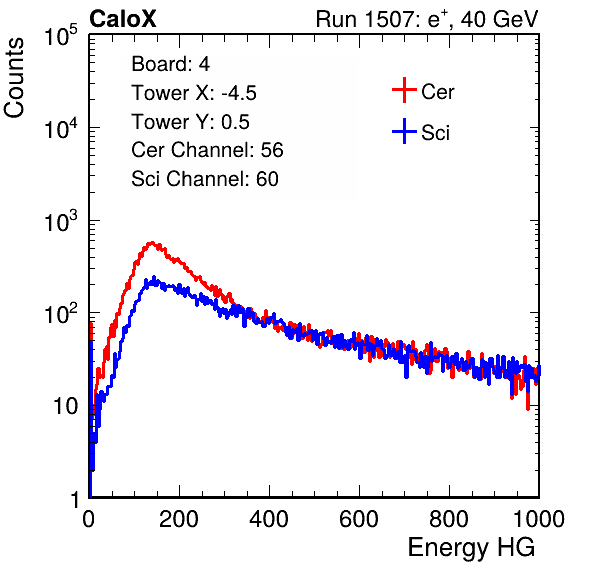 CaloX Run 1507: e⁺, 40 GeV
Counts
10⁵
10⁴
10³
10²
10
1
Board: 4
Tower X: -4.5
Tower Y: 0.5
Cer Channel: 56
Sci Channel: 60
Cer
Sci
0 200 400 600 800 1000
Energy HG